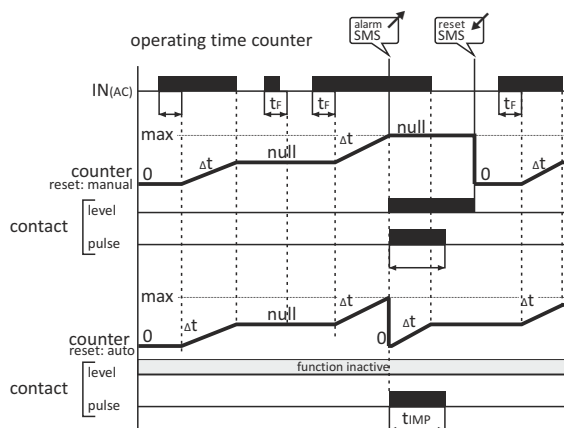 operating time counter
alarm
SMS
reset
SMS
IN(AC)
tF
tF
tF
max
null
Δt
null
counter
reset: manual
0
Δt
0
Δt
contact
level
pulse
max
Δt
null
counter
reset: auto
0
Δt
0
Δt
Δt
contact
level
function inactive
pulse
tIMP